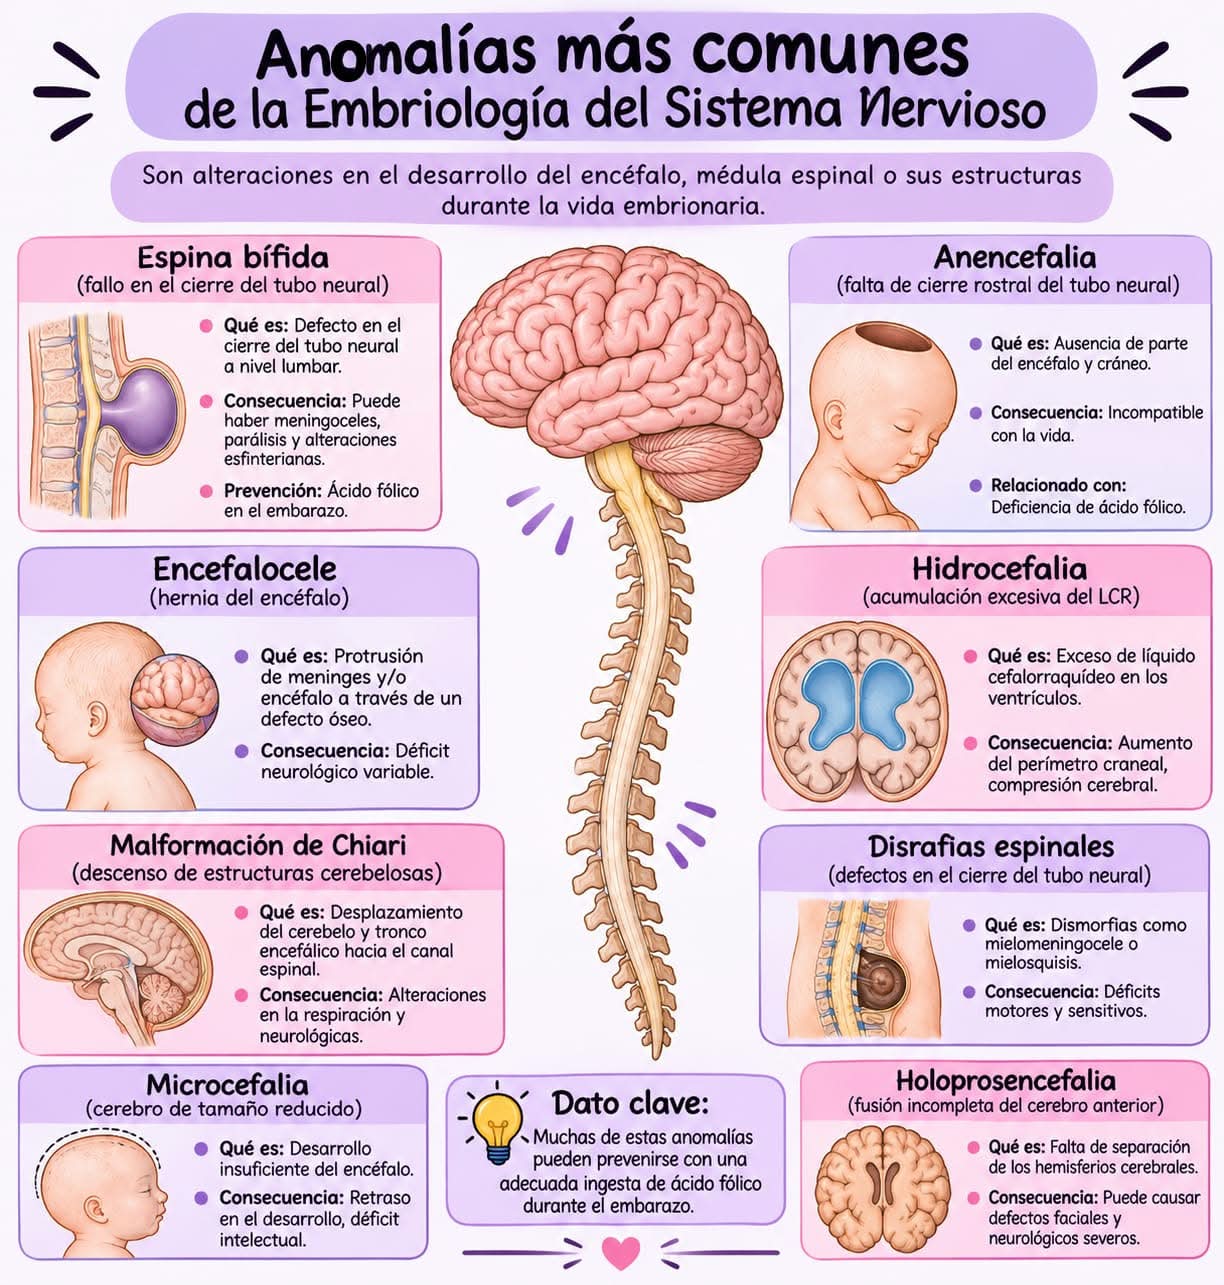 Anomalías más comunes
de la Embriología del Sistema Nervioso
Son alteraciones en el desarrollo del encéfalo, médula espinal o sus estructuras
durante la vida embrionaria.
Espina bífida
(fallo en el cierre del tubo neural)
Qué es: Defecto en el
cierre del tubo neural
a nivel lumbar.
Consecuencia: Puede
haber meningoceles,
parálisis y alteraciones
esfinterianas.
Prevención: Ácido fólico
en el embarazo.
Anencefalia
(falta de cierre rostral del tubo neural)
Qué es: Ausencia de parte
del encéfalo y cráneo.
Consecuencia: Incompatible
con la vida.
Relacionado con:
Deficiencia de ácido fólico.
Encefalocele
(hernia del encéfalo)
Qué es: Protrusión
de meninges y/o
encéfalo a través de un
defecto óseo.
Consecuencia: Déficit
neurológico variable.
Hidrocefalia
(acumulación excesiva del LCR)
Qué es: Exceso de líquido
cefalorraquídeo en los
ventrículos.
Consecuencia: Aumento
del perímetro craneal,
compresión cerebral.
Malformación de Chiari
(descenso de estructuras cerebelosas)
Qué es: Desplazamiento
del cerebelo y tronco
encefálico hacia el canal
espinal.
Consecuencia: Alteraciones
en la respiración y
neurológicas.
Disrafias espinales
(defectos en el cierre del tubo neural)
Qué es: Dismorfias como
mielomeningocele o
mielosquisis.
Consecuencia: Déficits
motores y sensitivos.
Microcefalia
(cerebro de tamaño reducido)
Qué es: Desarrollo
insuficiente del encéfalo.
Consecuencia: Retraso
en el desarrollo, déficit
intelectual.
Dato clave:
Muchas de estas anomalías
pueden prevenirse con una
adecuada ingesta de ácido fólico
durante el embarazo.
Holoprosencefalia
(fusión incompleta del cerebro anterior)
Qué es: Falta de separación
de los hemisferios cerebrales.
Consecuencia: Puede causar
defectos faciales y
neurológicos severos.